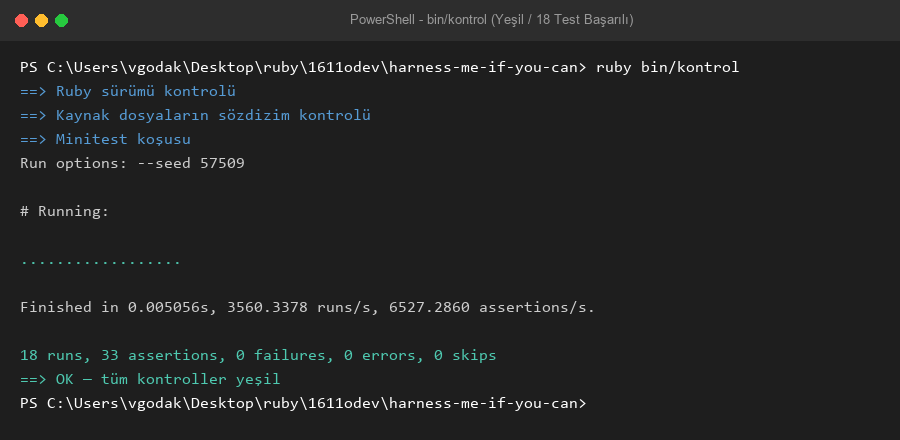 PowerShell - bin/kontrol (Yeşil / 18 Test Başarılı)
PS C:\Users\vgodak\Desktop\ruby\1611odev\harness-me-if-you-can> ruby bin/kontrol
==> Ruby sürümü kontrolü
==> Kaynak dosyaların sözdizim kontrolü
==> Minitest koşusu
Run options: --seed 57509
# Running:
..................
Finished in 0.005056s, 3560.3378 runs/s, 6527.2860 assertions/s.
18 runs, 33 assertions, 0 failures, 0 errors, 0 skips
==> OK — tüm kontroller yeşil
PS C:\Users\vgodak\Desktop\ruby\1611odev\harness-me-if-you-can>